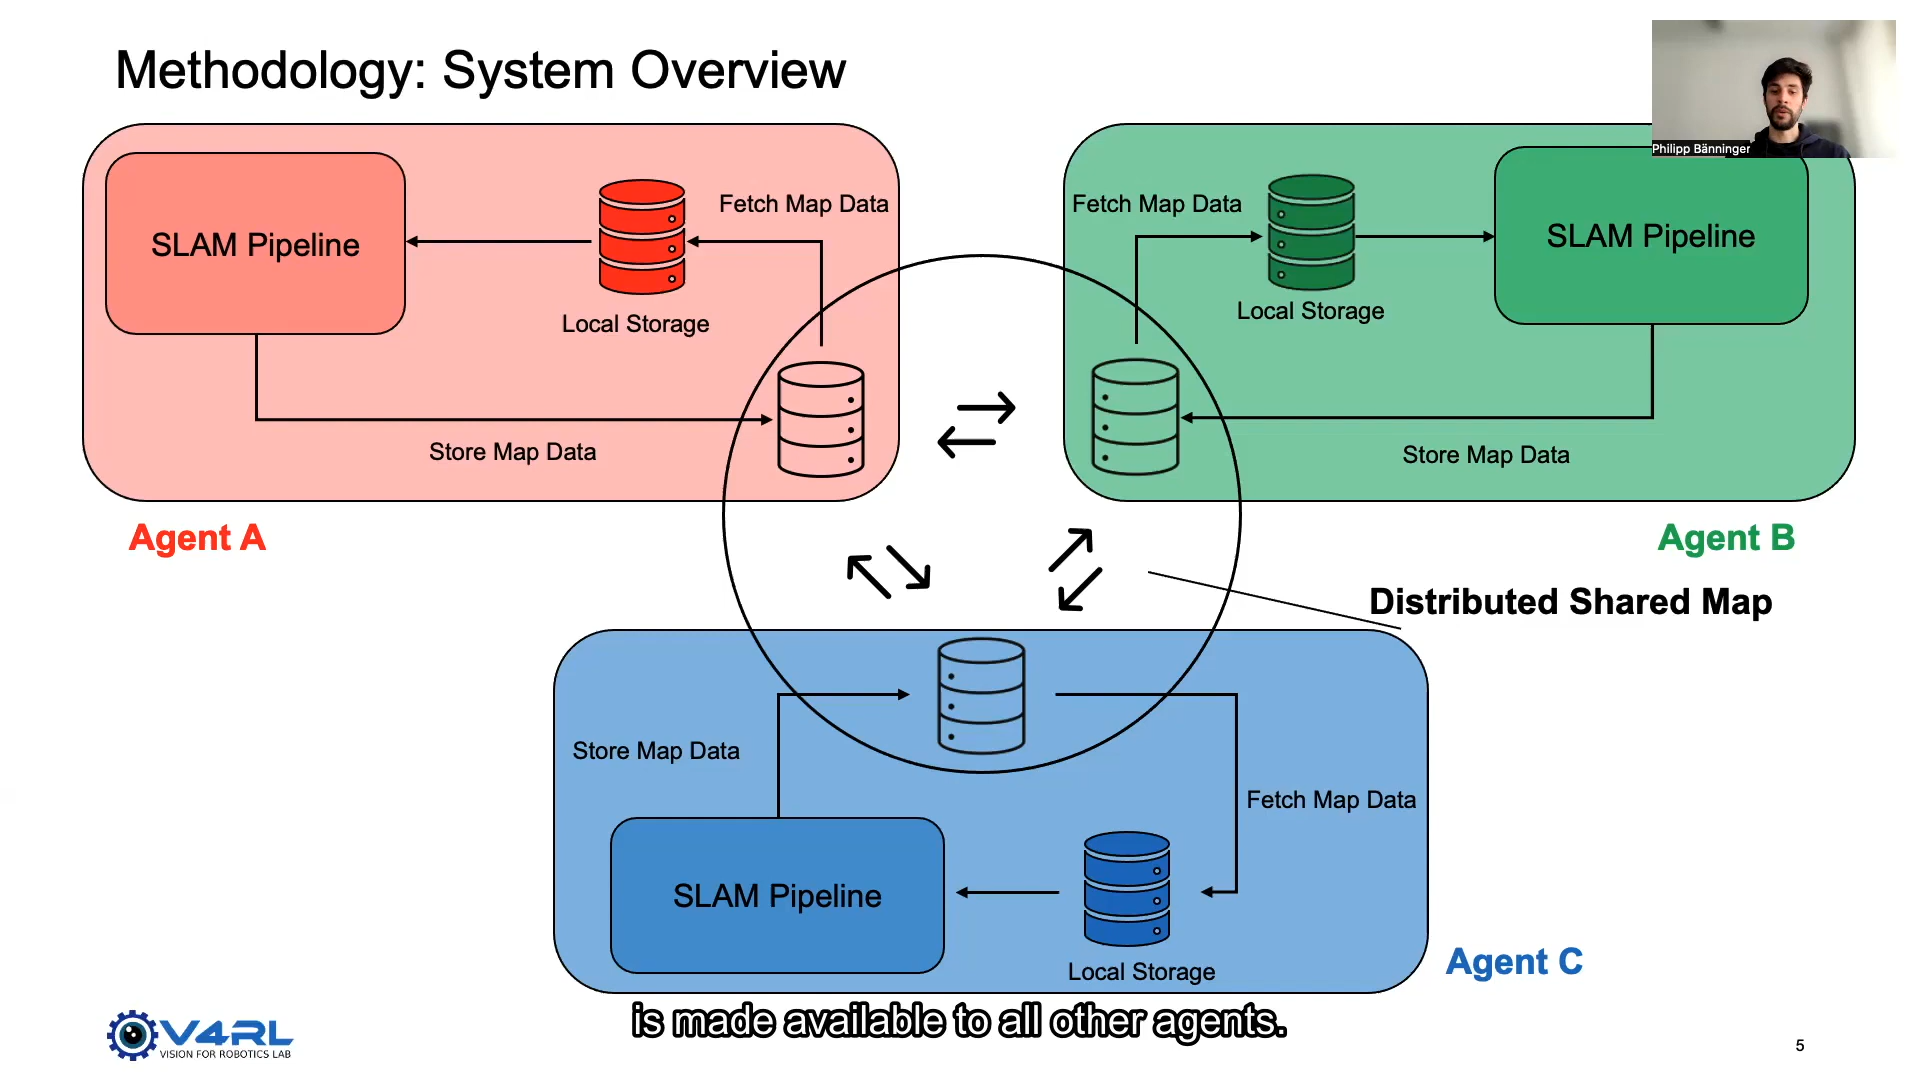 Methodology: System Overview
Philipp Bänninger
SLAM Pipeline
Fetch Map Data
Local Storage
Store Map Data
Agent A
Fetch Map Data
Local Storage
SLAM Pipeline
Store Map Data
Agent B
Distributed Shared Map
Store Map Data
SLAM Pipeline
Fetch Map Data
Local Storage
Agent C
is made available to all other agents.
V4RL
VISION FOR ROBOTICS LAB
5